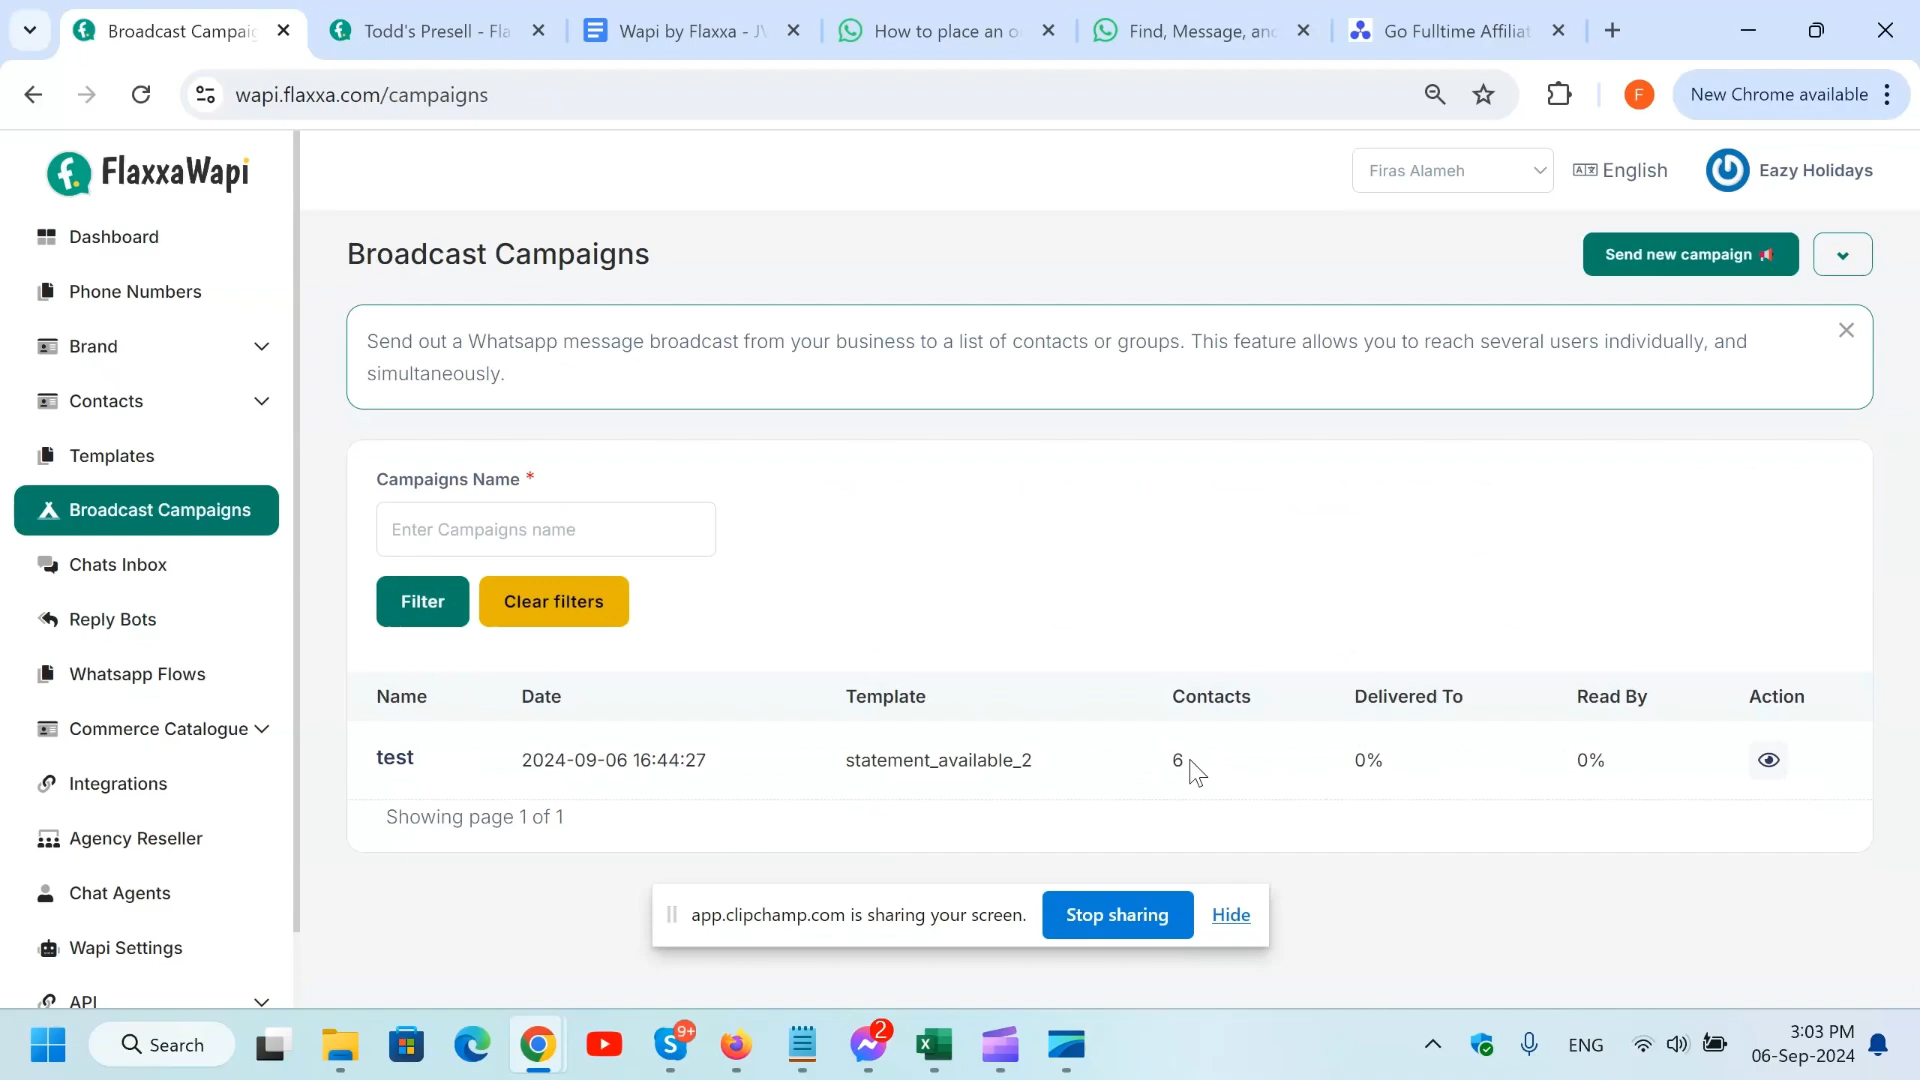 Broadcast Campaig
Todd's Presell - Fla
Wapi by Flaxxa - JV
How to place an o
Find, Message, and
Go Fulltime Affiliat
wapi.flaxxa.com/campaigns
F
New Chrome available
FlaxxaWapi
Firas Alameh
English
Eazy Holidays
Dashboard
Phone Numbers
Brand
Contacts
Templates
Broadcast Campaigns
Chats Inbox
Reply Bots
Whatsapp Flows
Commerce Catalogue
Integrations
Agency Reseller
Chat Agents
Wapi Settings
API
Broadcast Campaigns
Send new campaign
Send out a Whatsapp message broadcast from your business to a list of contacts or groups. This feature allows you to reach several users individually, and
simultaneously.
Campaigns Name *
Enter Campaigns name
Filter
Clear filters
Name Date Template Contacts Delivered To Read By Action
test 2024-09-06 16:44:27 statement_available_2 6 0% 0%
Showing page 1 of 1
app.clipchamp.com is sharing your screen.
Stop sharing
Hide
Search
9+
2
ENG
3:03 PM
06-Sep-2024